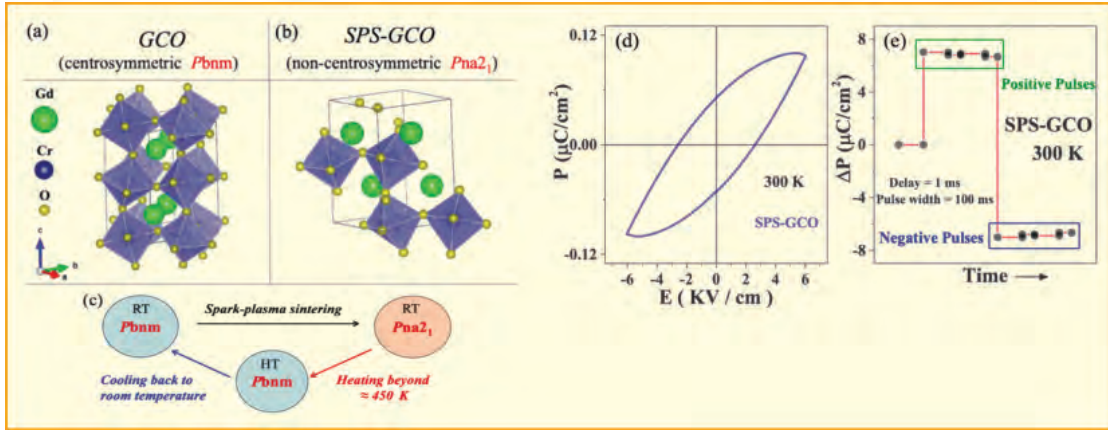 (a)
GCO
(centrosymmetric Pbnm)
Gd
Cr
O
c
b
a
(b)
SPS-GCO
(non-centrosymmetric Pna2₁)
(c)
RT
Pbnm
Spark-plasma sintering
RT
Pna2₁
HT
Pbnm
Cooling back to
room temperature
Heating beyond
≈ 450 K
(d)
P (μC/cm²)
0.12
0.00
-0.12
300 K
SPS-GCO
-6 -4 -2 0 2 4 6
E ( KV / cm )
(e)
ΔP (μC/cm²)
8
4
0
-4
-8
Positive Pulses
SPS-GCO
300 K
Delay = 1 ms
Pulse width = 100 ms
Negative Pulses
Time